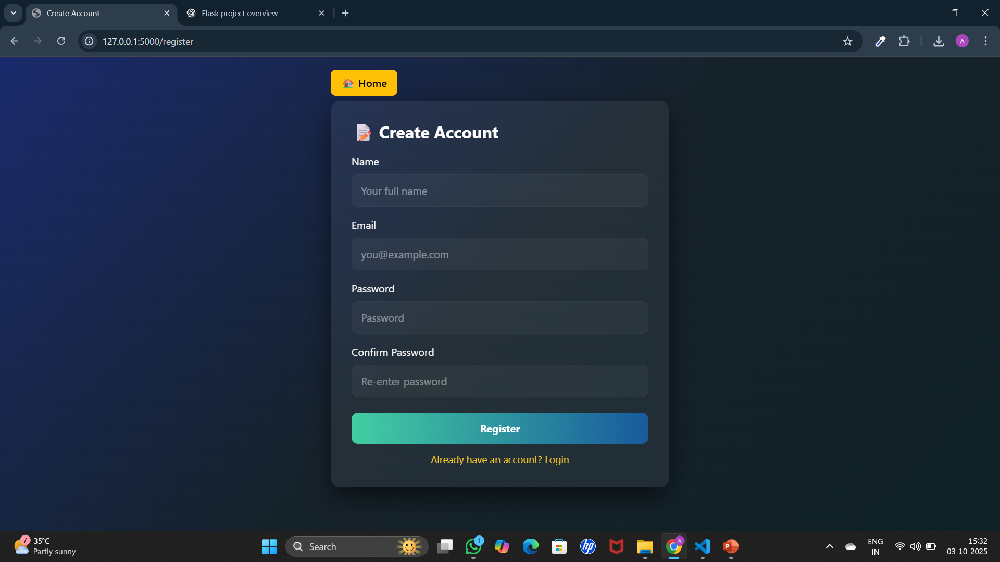 Create Account
Flask project overview
127.0.0.1:5000/register
A
Home
Create Account
Name
Your full name
Email
you@example.com
Password
Password
Confirm Password
Re-enter password
Register
Already have an account? Login
7
35°C
Partly sunny
Search
1
hp
A
P
ENG
IN
15:32
03-10-2025